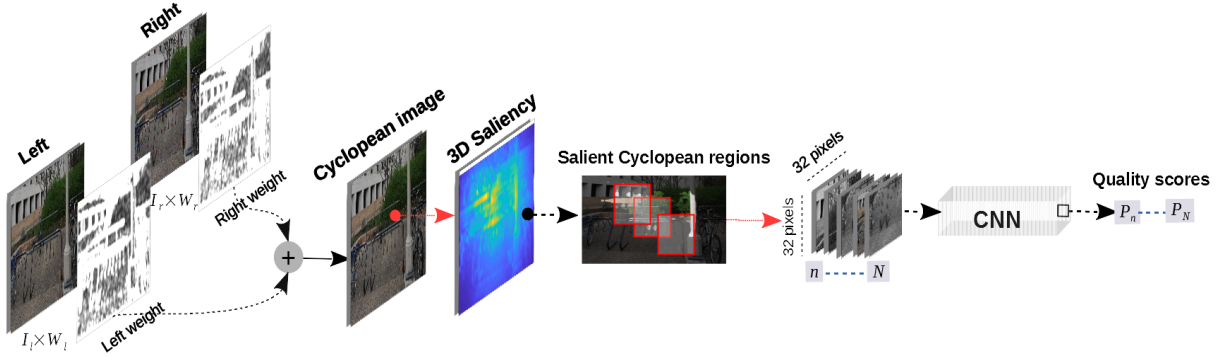 Right
Left
I_r×W_r
Right weight
Left weight
I_l×W_l
+
Cyclopean image
3D Saliency
Salient Cyclopean regions
32 pixels
32 pixels
n N
CNN
Quality scores
P_n P_N